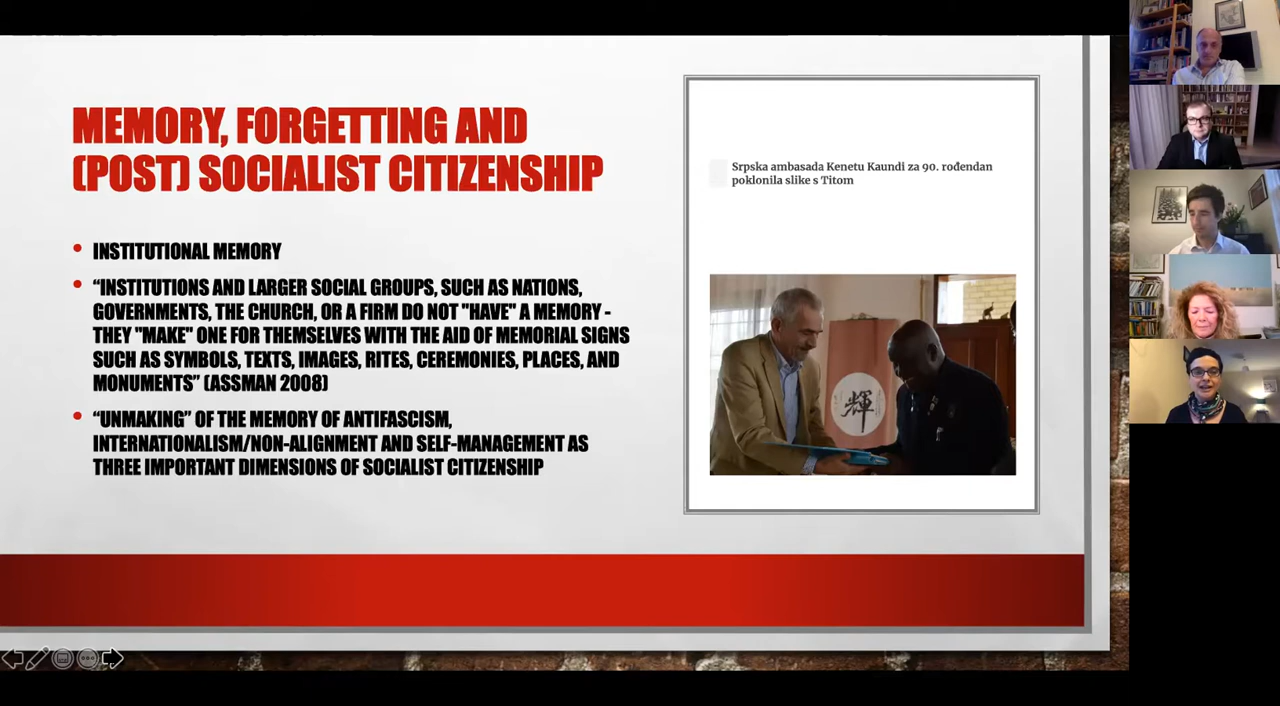 MEMORY, FORGETTING AND
(POST) SOCIALIST CITIZENSHIP
INSTITUTIONAL MEMORY
“INSTITUTIONS AND LARGER SOCIAL GROUPS, SUCH AS NATIONS,
GOVERNMENTS, THE CHURCH, OR A FIRM DO NOT "HAVE" A MEMORY -
THEY "MAKE" ONE FOR THEMSELVES WITH THE AID OF MEMORIAL SIGNS
SUCH AS SYMBOLS, TEXTS, IMAGES, RITES, CEREMONIES, PLACES, AND
MONUMENTS” (ASSMAN 2008)
“UNMAKING” OF THE MEMORY OF ANTIFASCISM,
INTERNATIONALISM/NON-ALIGNMENT AND SELF-MANAGEMENT AS
THREE IMPORTANT DIMENSIONS OF SOCIALIST CITIZENSHIP
Srpska ambasada Kenetu Kaundi za 90. rođendan
poklonila slike s Titom
輝